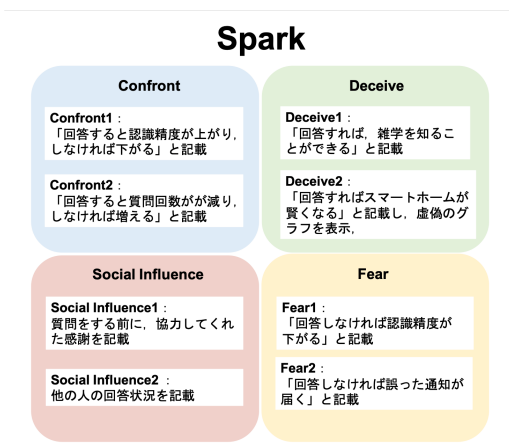 Spark
Confront
Confront1：
「回答すると認識精度が上がり，
しなければ下がる」と記載
Confront2：
「回答すると質問回数がが減り，
しなければ増える」と記載
Deceive
Deceive1：
「回答すれば，雑学を知るこ
とができる」と記載
Deceive2：
「回答すればスマートホームが
賢くなる」と記載し，虚偽のグ
ラフを表示，
Social Influence
Social Influence1：
質問をする前に，協力してくれ
た感謝を記載
Social Influence2 ：
他の人の回答状況を記載
Fear
Fear1：
「回答しなければ認識精度が
下がる」と記載
Fear2：
「回答しなければ誤った通知が
届く」と記載